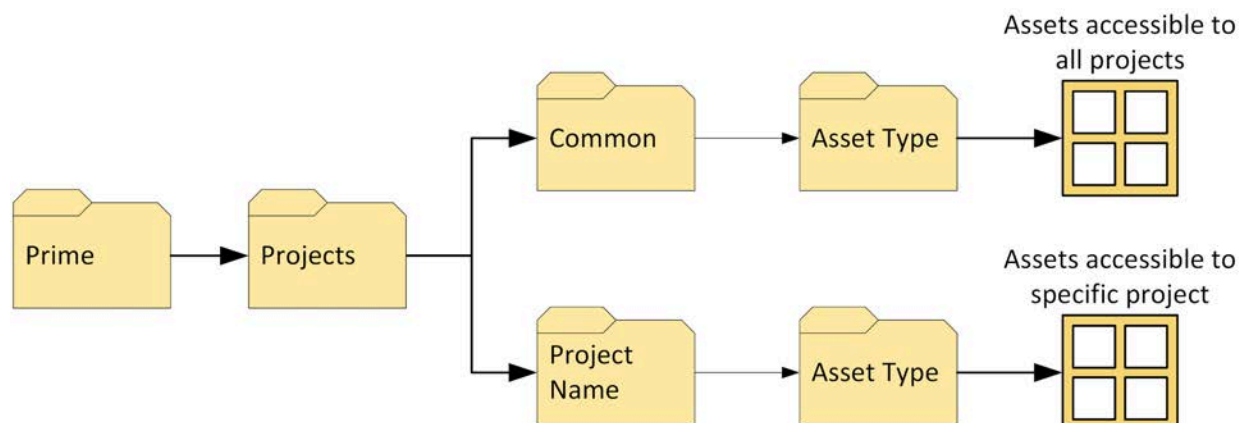 Assets accessible to
all projects
Common
Asset Type
Prime
Projects
Assets accessible to
specific project
Project
Name
Asset Type